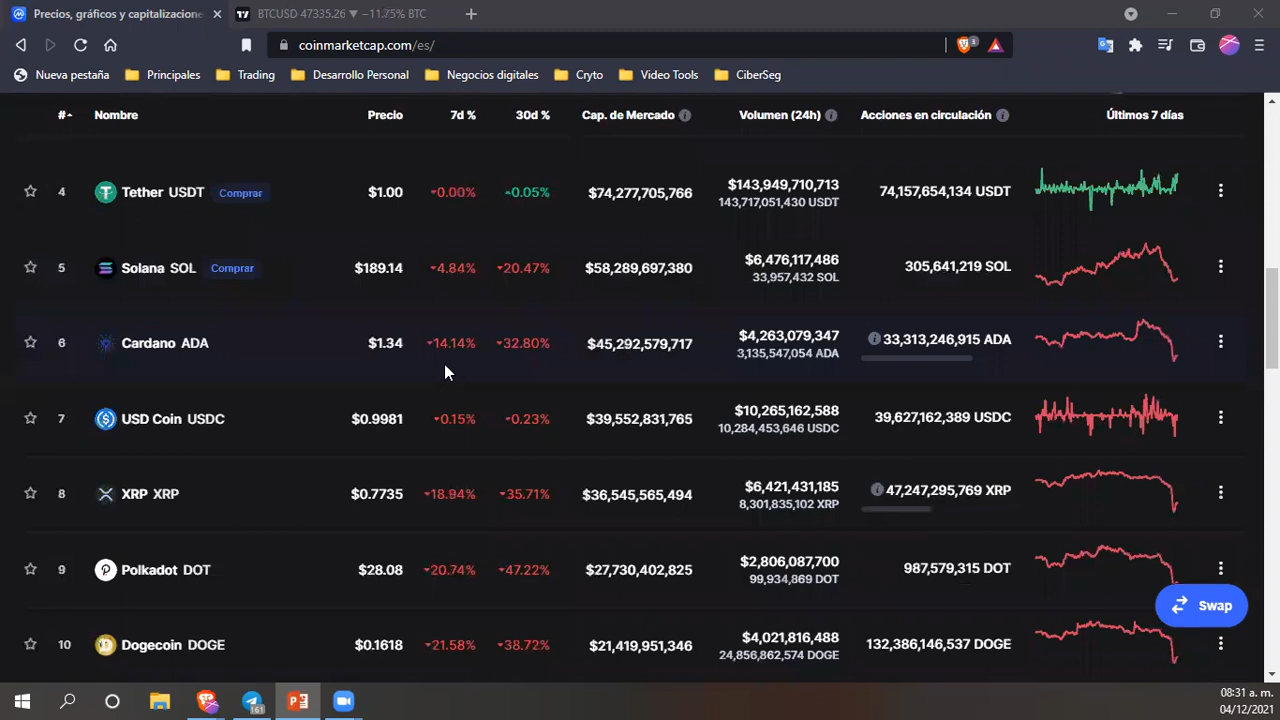 Precios, gráficos y capitalizacione
BTCUSD 47335.26 ▼ −11.75% BTC
coinmarketcap.com/es/
3
Nueva pestaña Principales Trading Desarrollo Personal Negocios digitales Cryto Video Tools CiberSeg
# Nombre Precio 7d % 30d % Cap. de Mercado Volumen (24h) Acciones en circulación Últimos 7 días
4 Tether USDT Comprar $1.00 0.00% 0.05% $74,277,705,766 $143,949,710,713 74,157,654,134 USDT
143,717,051,430 USDT
5 Solana SOL Comprar $189.14 4.84% 20.47% $58,289,697,380 $6,476,117,486 305,641,219 SOL
33,957,432 SOL
6 Cardano ADA $1.34 14.14% 32.80% $45,292,579,717 $4,263,079,347 33,313,246,915 ADA
3,135,547,054 ADA
7 USD Coin USDC $0.9981 0.15% 0.23% $39,552,831,765 $10,265,162,588 39,627,162,389 USDC
10,284,453,646 USDC
8 XRP XRP $0.7735 18.94% 35.71% $36,545,565,494 $6,421,431,185 47,247,295,769 XRP
8,301,835,102 XRP
9 Polkadot DOT $28.08 20.74% 47.22% $27,730,402,825 $2,806,087,700 987,579,315 DOT
99,934,869 DOT
Swap
10 Dogecoin DOGE $0.1618 21.58% 38.72% $21,419,951,346 $4,021,816,488 132,386,146,537 DOGE
24,856,862,574 DOGE
161
08:31 a. m.
04/12/2021